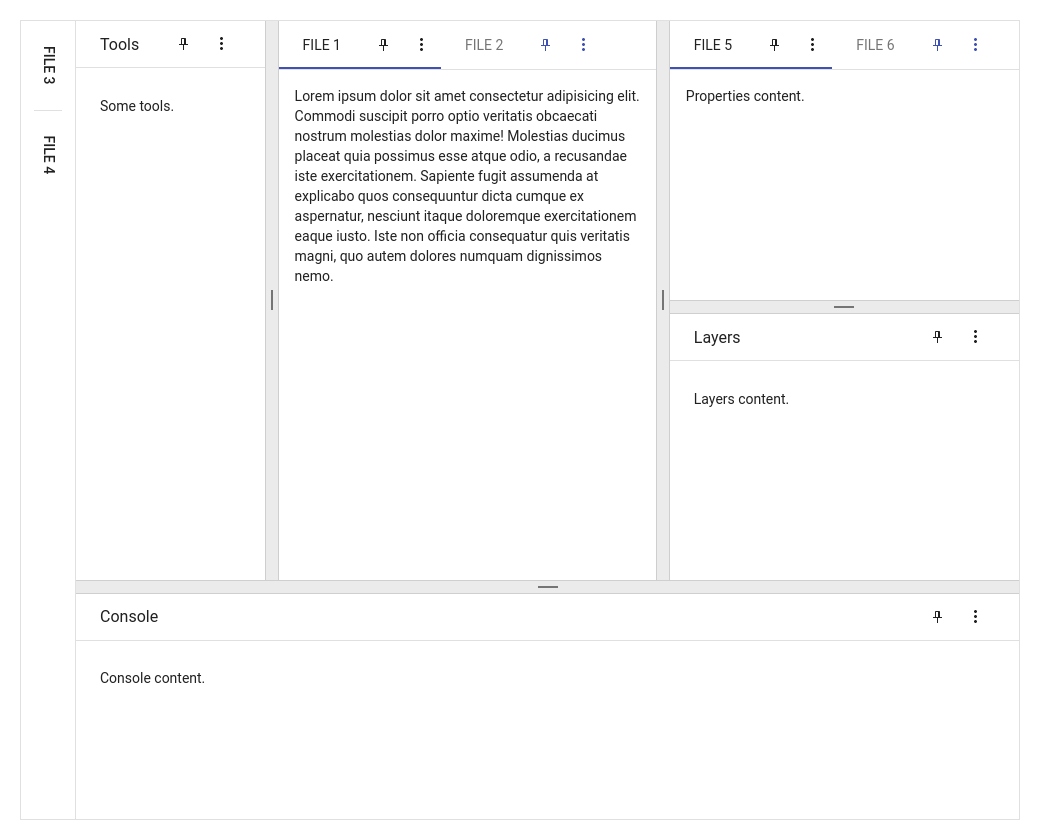 FILE 3
FILE 4
Tools
Some tools.
FILE 1
FILE 2
Lorem ipsum dolor sit amet consectetur adipisicing elit.
Commodi suscipit porro optio veritatis obcaecati
nostrum molestias dolor maxime! Molestias ducimus
placeat quia possimus esse atque odio, a recusandae
iste exercitationem. Sapiente fugit assumenda at
explicabo quos consequuntur dicta cumque ex
aspernatur, nesciunt itaque doloremque exercitationem
eaque iusto. Iste non officia consequatur quis veritatis
magni, quo autem dolores numquam dignissimos
nemo.
FILE 5
FILE 6
Properties content.
Layers
Layers content.
Console
Console content.